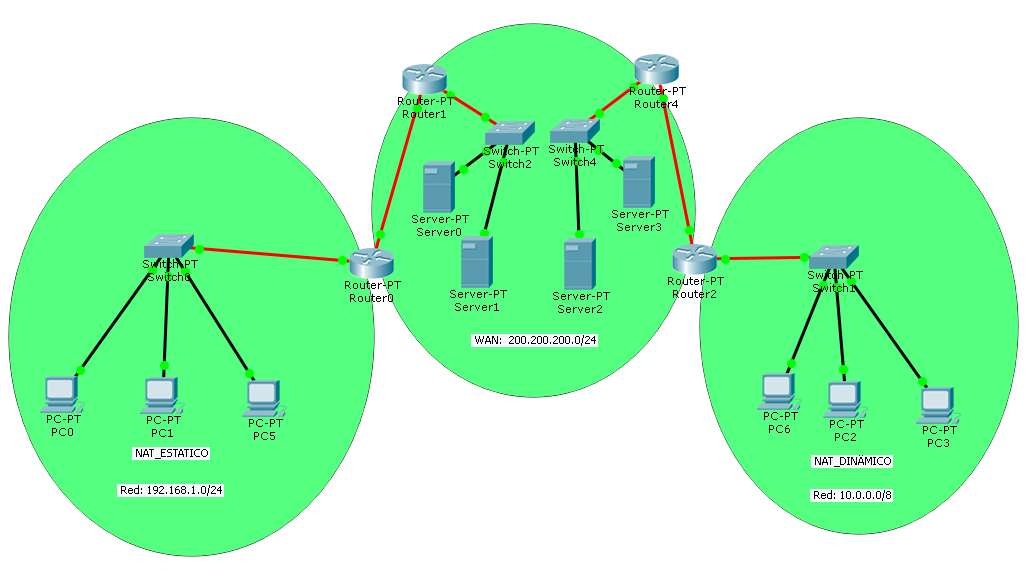 Router-PT
Router1
Router-PT
Router4
Switch-PT
Switch2
Switch-PT
Switch4
Server-PT
Server0
Server-PT
Server3
Switch-PT
Switch0
Router-PT
Router0
Server-PT
Server1
Server-PT
Server2
Router-PT
Router2
Switch-PT
Switch1
WAN:  200.200.200.0/24
PC-PT
PC0
PC-PT
PC1
PC-PT
PC5
PC-PT
PC6
PC-PT
PC2
PC-PT
PC3
NAT_ESTATICO
Red: 192.168.1.0/24
NAT_DINÁMICO
Red: 10.0.0.0/8